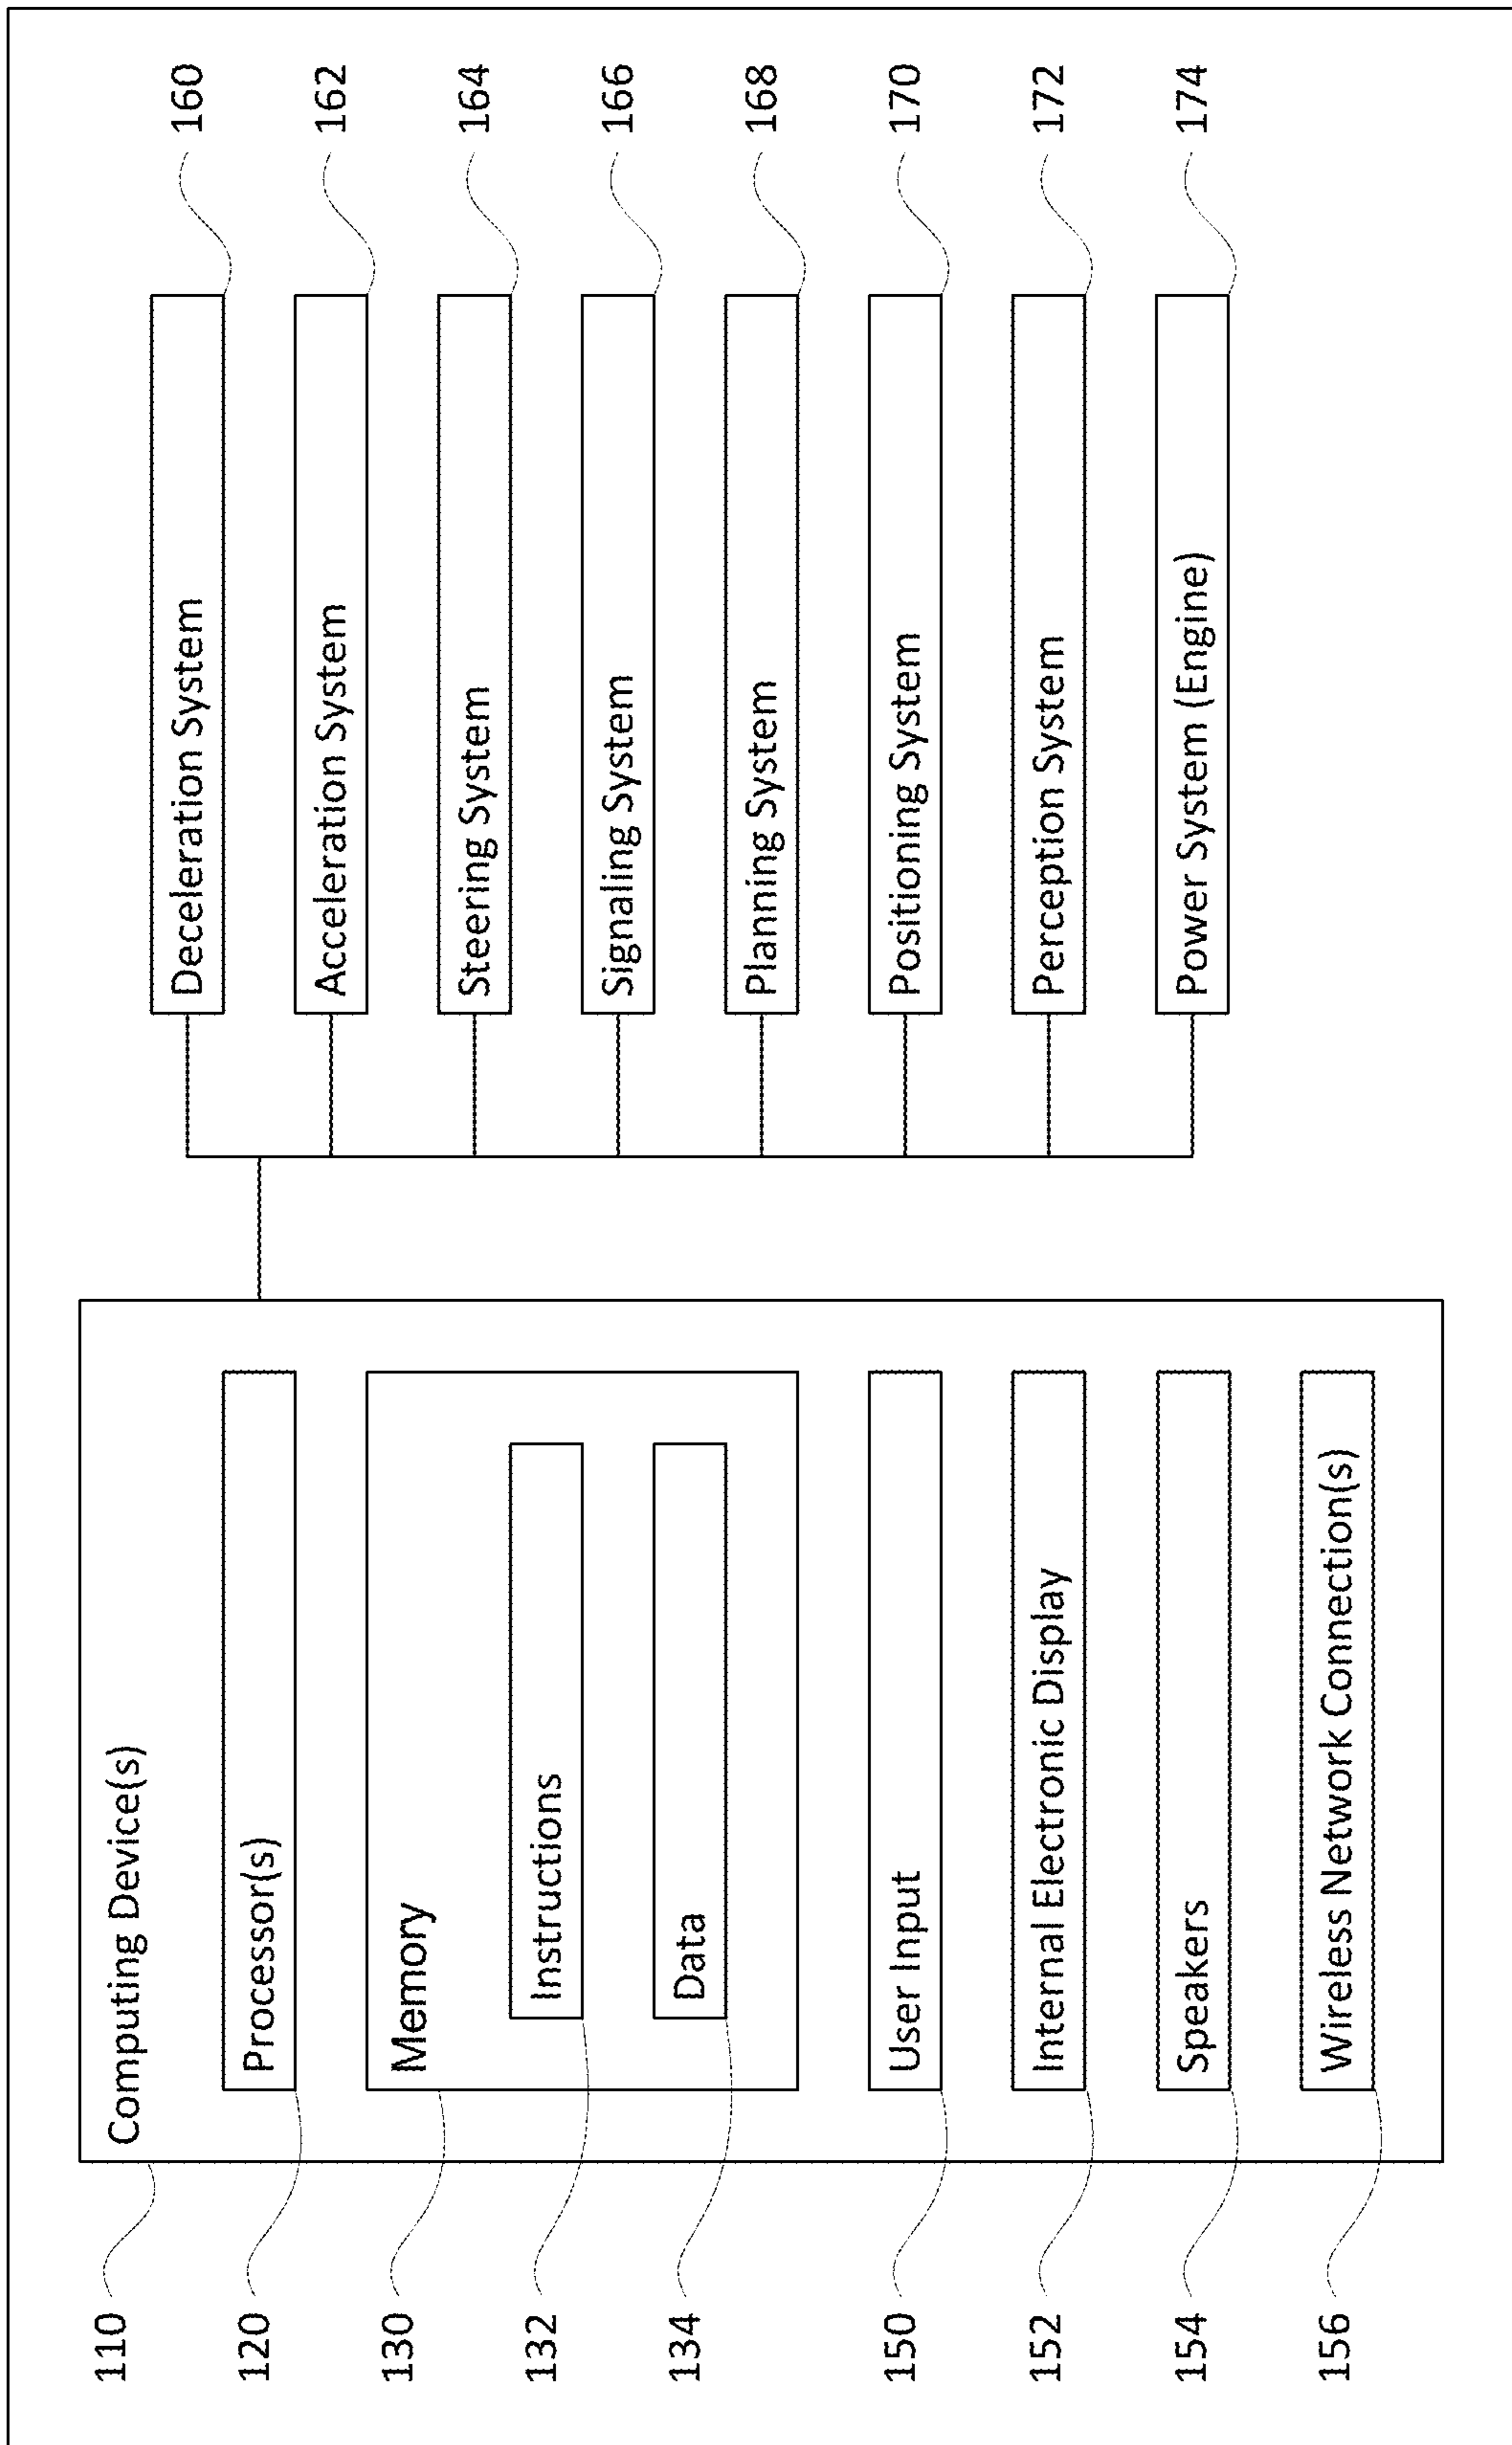 110
Computing Device(s)
120
Processor(s)
130
Memory
132
Instructions
134
Data
150
User Input
152
Internal Electronic Display
154
Speakers
156
Wireless Network Connection(s)
Deceleration System
160
Acceleration System
162
Steering System
164
Signaling System
166
Planning System
168
Positioning System
170
Perception System
172
Power System (Engine)
174